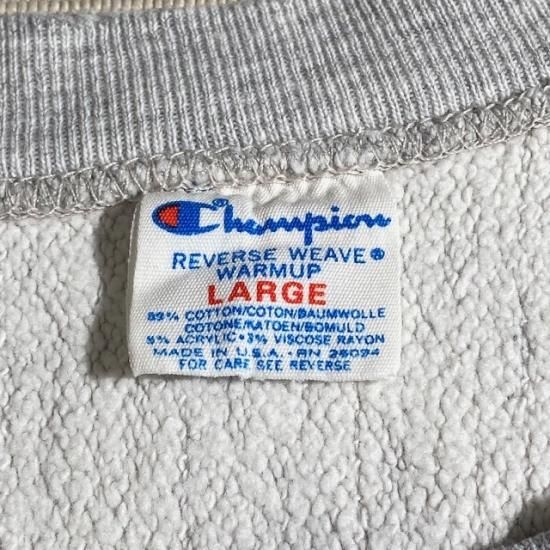 Champion®
REVERSE WEAVE®
WARMUP
LARGE
89% COTTON/COTON/BAUMWOLLE
COTONE/KATOEN/BOMULD
8% ACRYLIC • 3% VISCOSE RAYON
MADE IN U.S.A. • RN 26094
FOR CARE SEE REVERSE